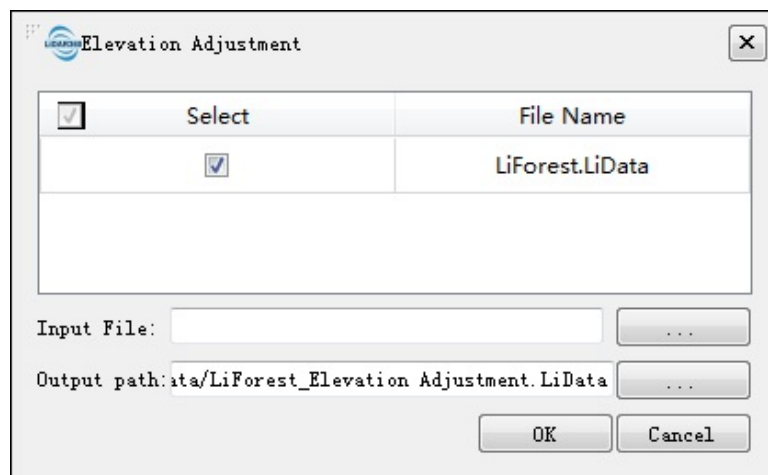 Elevation Adjustment
Select File Name
LiForest.LiData
Input File: ...
Output path: ata/LiForest_Elevation Adjustment.LiData ...
OK Cancel